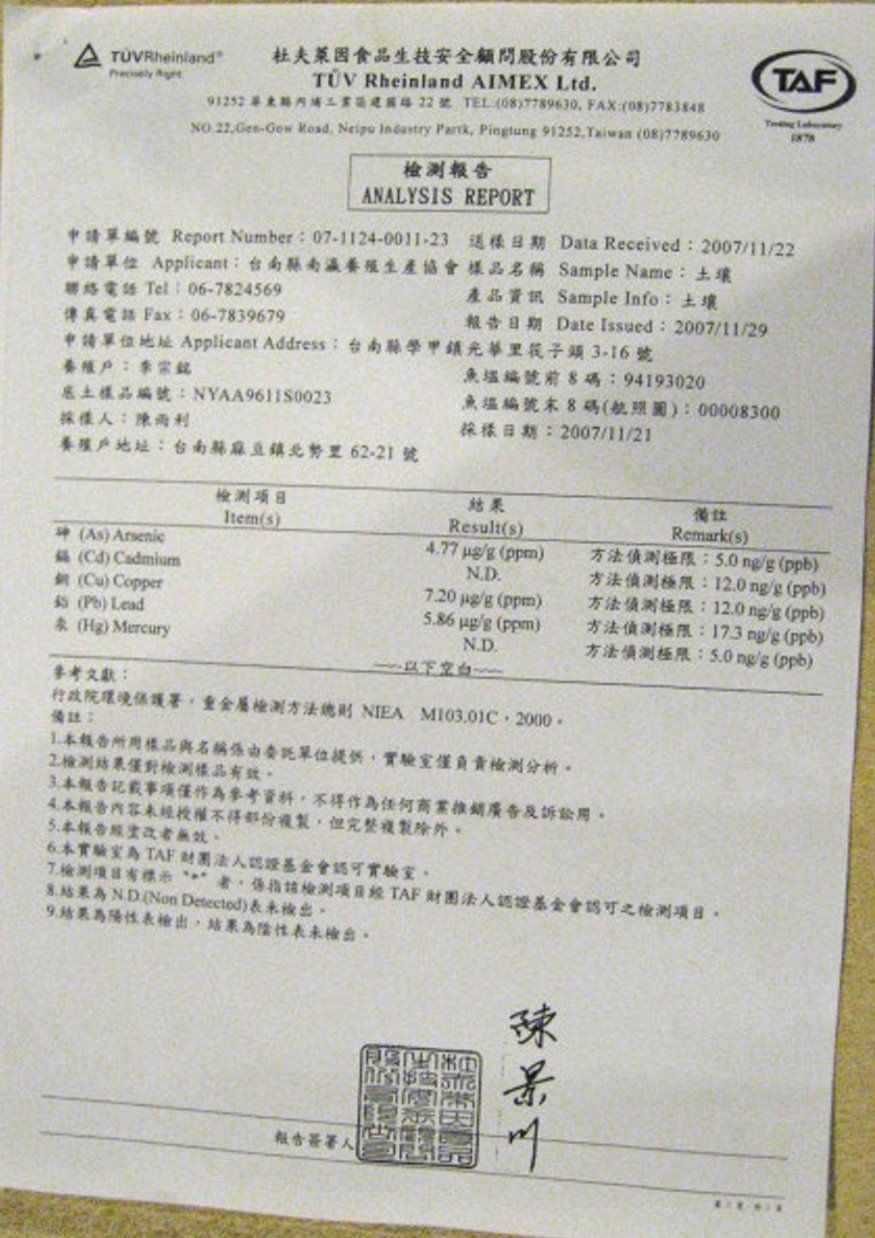 TÜVRheinland®
Precisely Right.
杜夫萊因食品生技安全顧問股份有限公司
TÜV Rheinland AIMEX Ltd.
91252 屏東縣內埔工業區建國路 22 號 TEL:(08)7789630, FAX:(08)7783848
NO.22,Gen-Gow Road, Neipu Industry Partk, Pingtung 91252,Taiwan (08)7789630
TAF
Testing Laboratory
1878
檢測報告
ANALYSIS REPORT
申請單編號 Report Number：07-1124-0011-23 送樣日期 Data Received：2007/11/22
申請單位 Applicant：台南縣南瀛養殖生產協會 樣品名稱 Sample Name：土壤
聯絡電話 Tel：06-7824569 產品資訊 Sample Info：土壤
傳真電話 Fax：06-7839679 報告日期 Date Issued：2007/11/29
申請單位地址 Applicant Address：台南縣學甲鎮光華里筏子頭 3-16 號
養殖戶：李宗銘 魚塭編號前 8 碼：94193020
底土樣品編號：NYAA9611S0023 魚塭編號末 8 碼(航照圖)：00008300
採樣人：陳雨利 採樣日期：2007/11/21
養殖戶地址：台南縣麻豆鎮北勢里 62-21 號
檢測項目 結果 備註
Item(s) Result(s) Remark(s)
砷 (As) Arsenic 4.77 μg/g (ppm) 方法偵測極限：5.0 ng/g (ppb)
鎘 (Cd) Cadmium N.D. 方法偵測極限：12.0 ng/g (ppb)
銅 (Cu) Copper 7.20 μg/g (ppm) 方法偵測極限：12.0 ng/g (ppb)
鉛 (Pb) Lead 5.86 μg/g (ppm) 方法偵測極限：17.3 ng/g (ppb)
汞 (Hg) Mercury N.D. 方法偵測極限：5.0 ng/g (ppb)
~~以下空白~~
參考文獻：
行政院環境保護署，重金屬檢測方法總則 NIEA M103.01C，2000。
備註：
1.本報告所用樣品與名稱係由委託單位提供，實驗室僅負責檢測分析。
2.檢測結果僅對檢測樣品有效。
3.本報告記載事項僅作為參考資料，不得作為任何商業推銷廣告及訴訟用。
4.本報告內容未經授權不得部份複製，但完整複製除外。
5.本報告經塗改者無效。
6.本實驗室為 TAF 財團法人認證基金會認可實驗室。
7.檢測項目有標示 "*" 者，係指該檢測項目經 TAF 財團法人認證基金會認可之檢測項目。
8.結果為 N.D.(Non Detected)表未檢出。
9.結果為陽性表檢出，結果為陰性表未檢出。
報告簽署人
陳景川